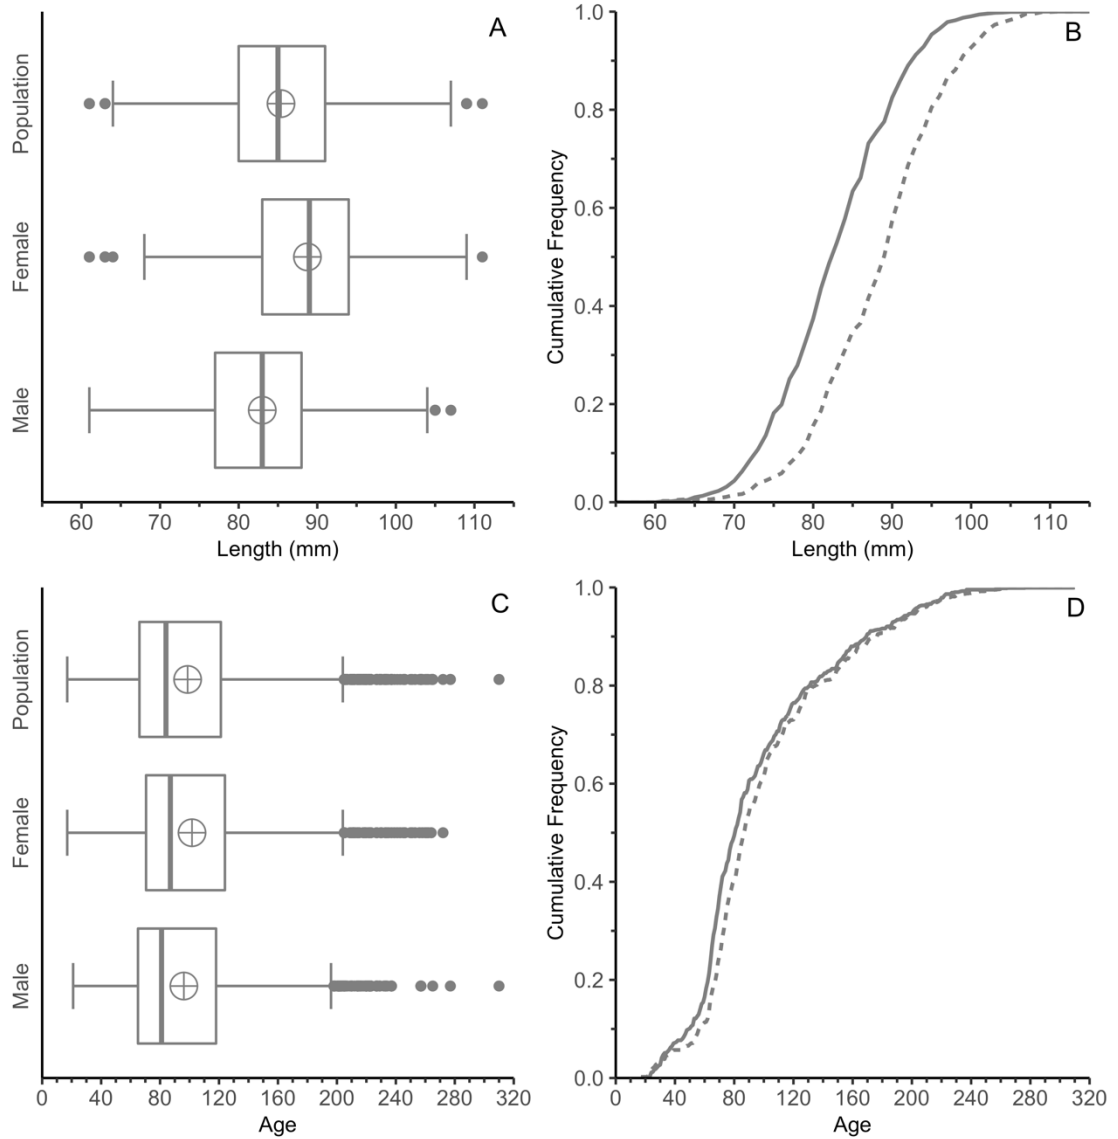 A
Population
Female
Male
60 70 80 90 100 110
Length (mm)
B
Cumulative Frequency
1.0
0.8
0.6
0.4
0.2
0.0
60 70 80 90 100 110
Length (mm)
C
Population
Female
Male
0 40 80 120 160 200 240 280 320
Age
D
Cumulative Frequency
1.0
0.8
0.6
0.4
0.2
0.0
0 40 80 120 160 200 240 280 320
Age